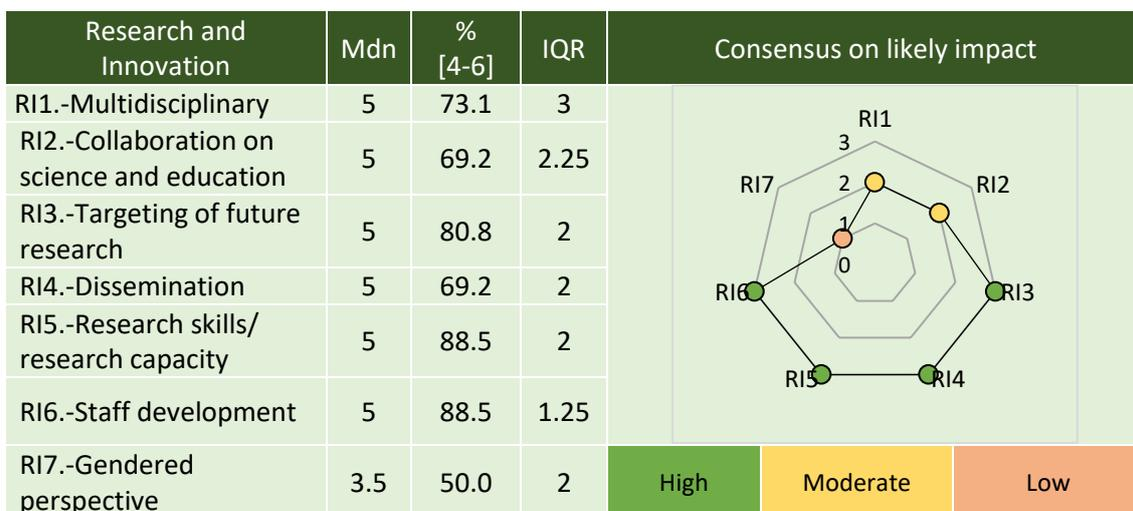 Research and
Innovation
Mdn
%
[4-6]
IQR
Consensus on likely impact
RI1.-Multidisciplinary
5
73.1
3
RI2.-Collaboration on
science and education
5
69.2
2.25
RI3.-Targeting of future
research
5
80.8
2
RI4.-Dissemination
5
69.2
2
RI5.-Research skills/
research capacity
5
88.5
2
RI6.-Staff development
5
88.5
1.25
RI7.-Gendered
perspective
3.5
50.0
2
RI1
3
RI7
2
RI2
1
0
RI6
RI3
RI5
RI4
High
Moderate
Low